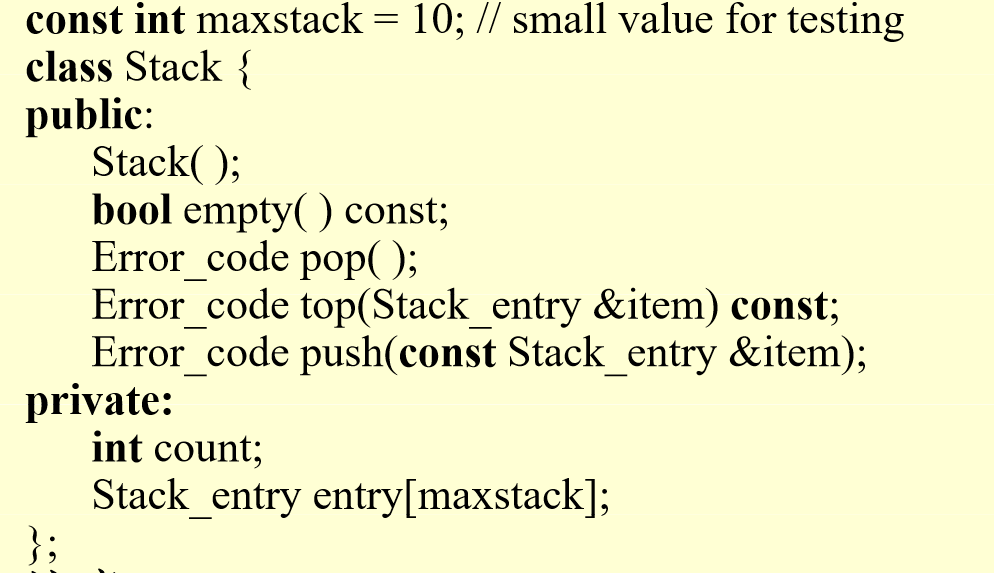 const int maxstack = 10; // small value for testing
class Stack {
public:
Stack( );
bool empty( ) const;
Error_code pop( );
Error_code top(Stack_entry &item) const;
Error_code push(const Stack_entry &item);
private:
int count;
Stack_entry entry[maxstack];
};